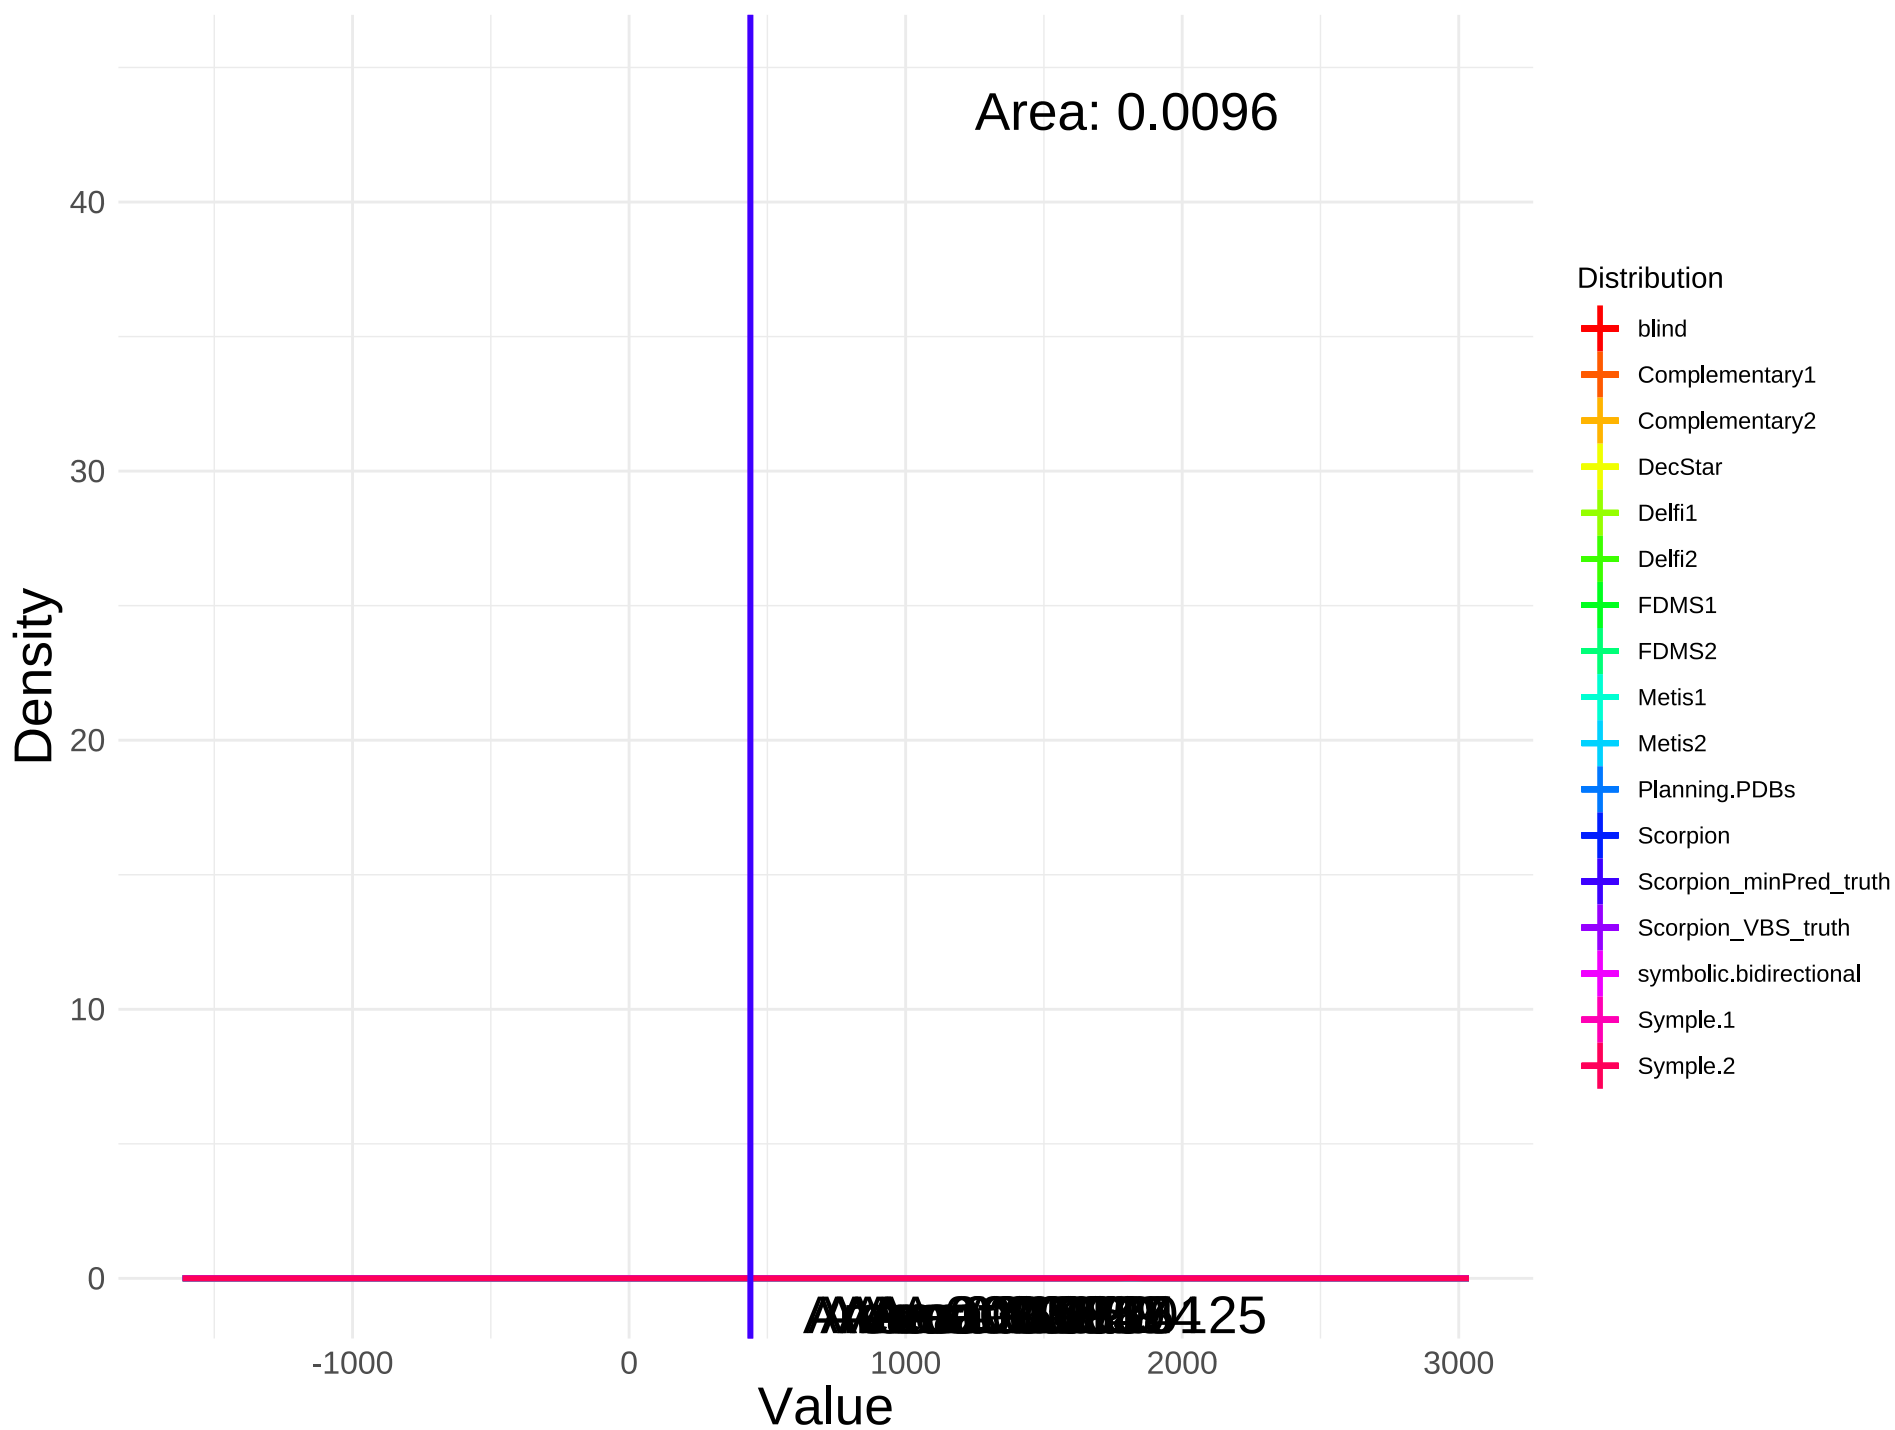 Area: 0.0096
40
30
20
10
0
Density
-1000
0
1000
2000
3000
Value
Distribution
blind
Complementary1
Complementary2
DecStar
Delfi1
Delfi2
FDMS1
FDMS2
Metis1
Metis2
Planning.PDBs
Scorpion
Scorpion_minPred_truth
Scorpion_VBS_truth
symbolic.bidirectional
Symple.1
Symple.2